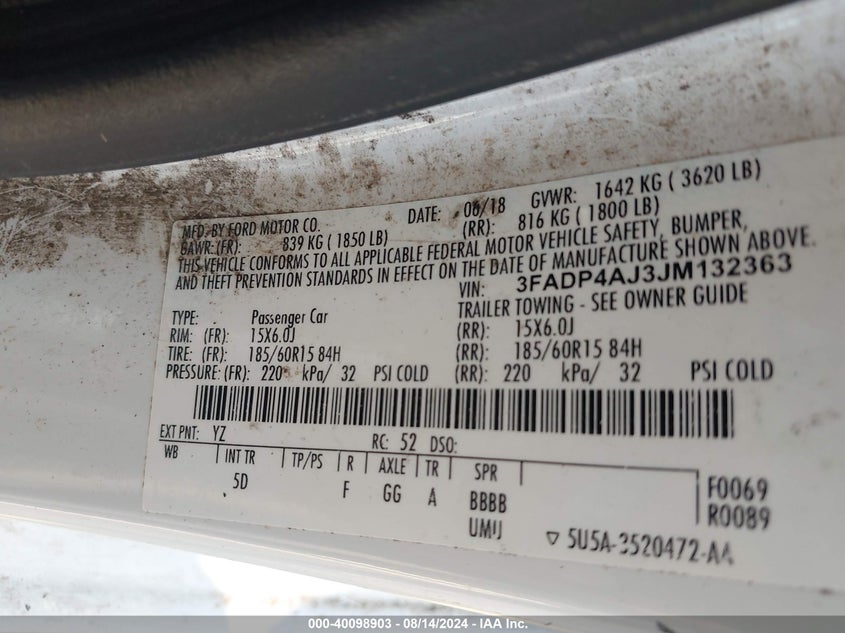 MFD. BY FORD MOTOR CO. DATE: 06/18 GVWR: 1642 KG ( 3620 LB)
GAWR: (FR): 839 KG ( 1850 LB) (RR): 816 KG ( 1800 LB)
THIS VEHICLE CONFORMS TO ALL APPLICABLE FEDERAL MOTOR VEHICLE SAFETY, BUMPER,
AND THEFT PREVENTION STANDARDS IN EFFECT ON THE DATE OF MANUFACTURE SHOWN ABOVE.
VIN: 3FADP4AJ3JM132363
TYPE: Passenger Car TRAILER TOWING - SEE OWNER GUIDE
RIM: (FR): 15X6.0J (RR): 15X6.0J
TIRE: (FR): 185/60R15 84H (RR): 185/60R15 84H
PRESSURE: (FR): 220 kPa/ 32 PSI COLD (RR): 220 kPa/ 32 PSI COLD
EXT PNT: YZ RC: 52 DSO:
WB INT TR TP/PS R AXLE TR SPR
5D F GG A BBBB F0069
UMIJ R0089
5U5A-3520472-AA
000-40098903 - 08/14/2024 - IAA Inc.